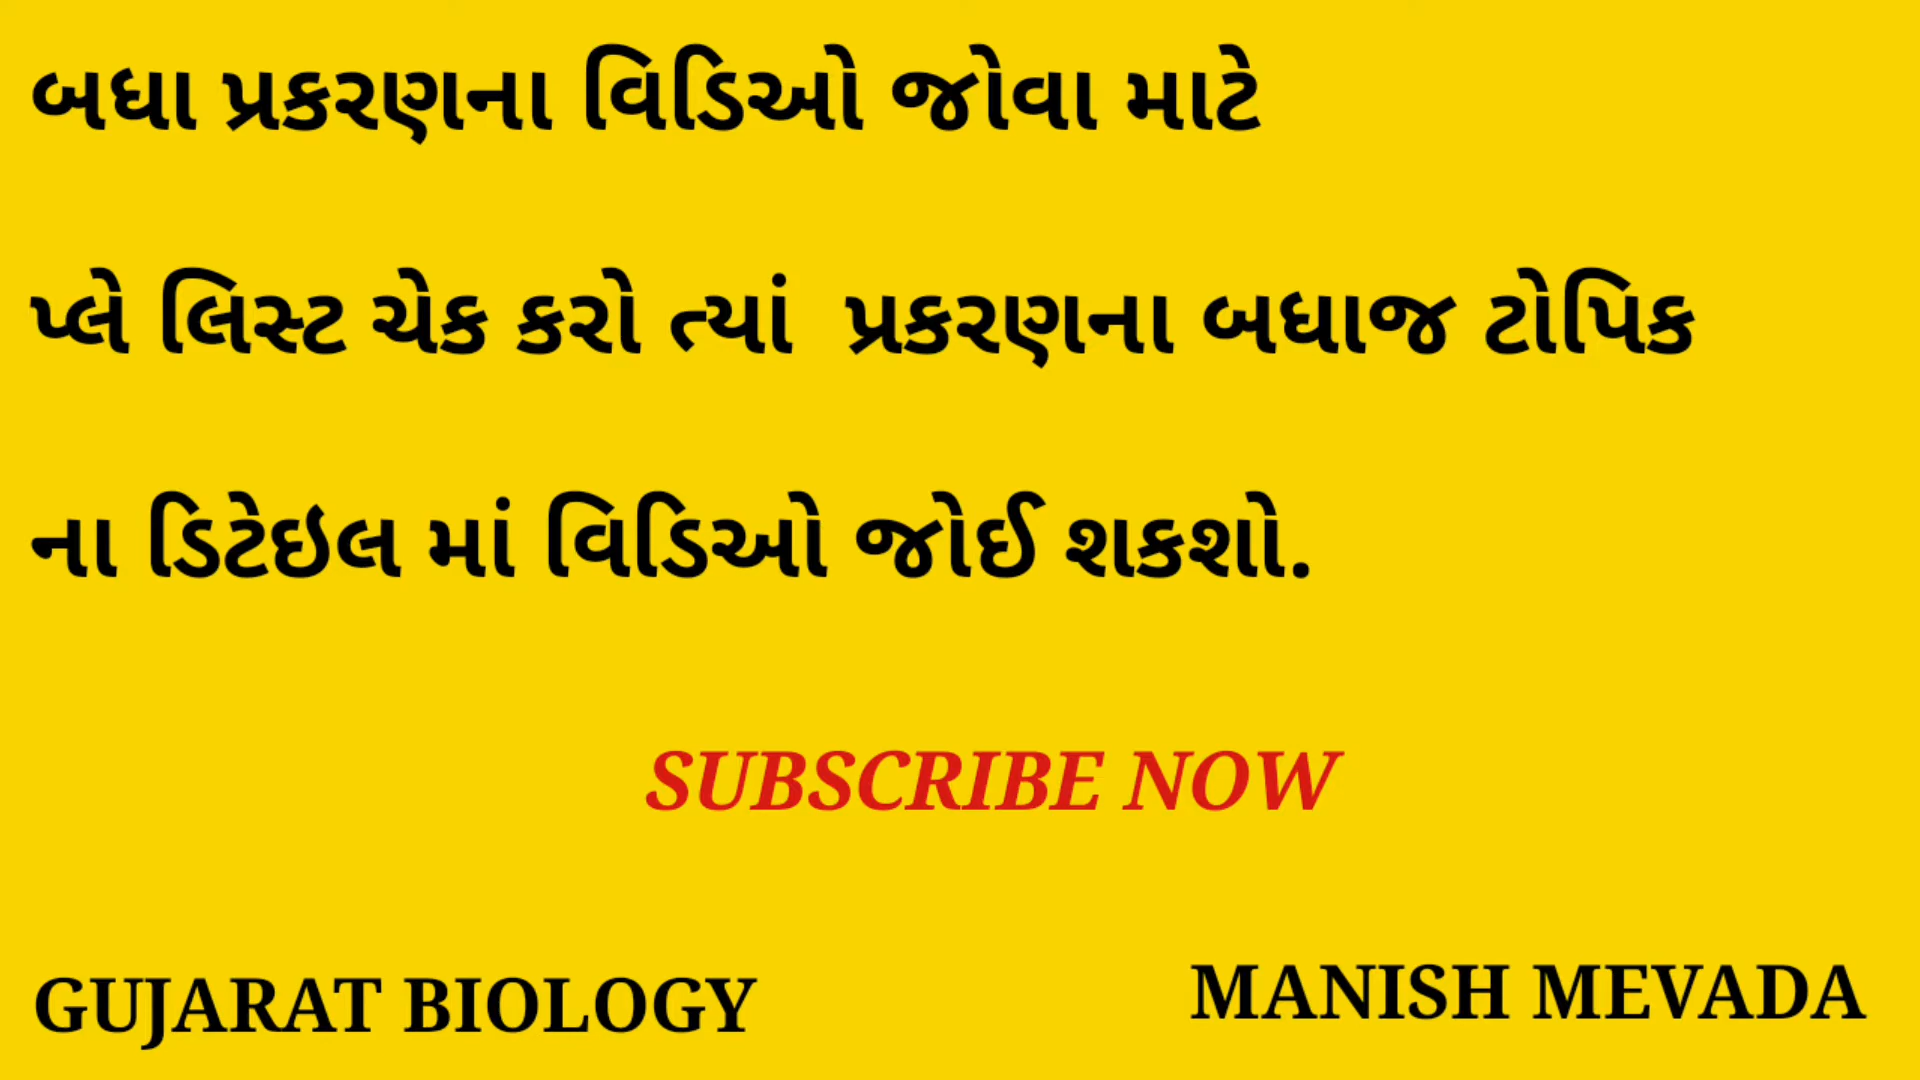 બધા પ્રકરણના વિડિઓ જોવા માટે
પ્લે લિસ્ટ ચેક કરો ત્યાં  પ્રકરણના બધાજ ટોપિક
ના ડિટેઇલ માં વિડિઓ જોઈ શકશો.
SUBSCRIBE NOW
GUJARAT BIOLOGY
MANISH MEVADA